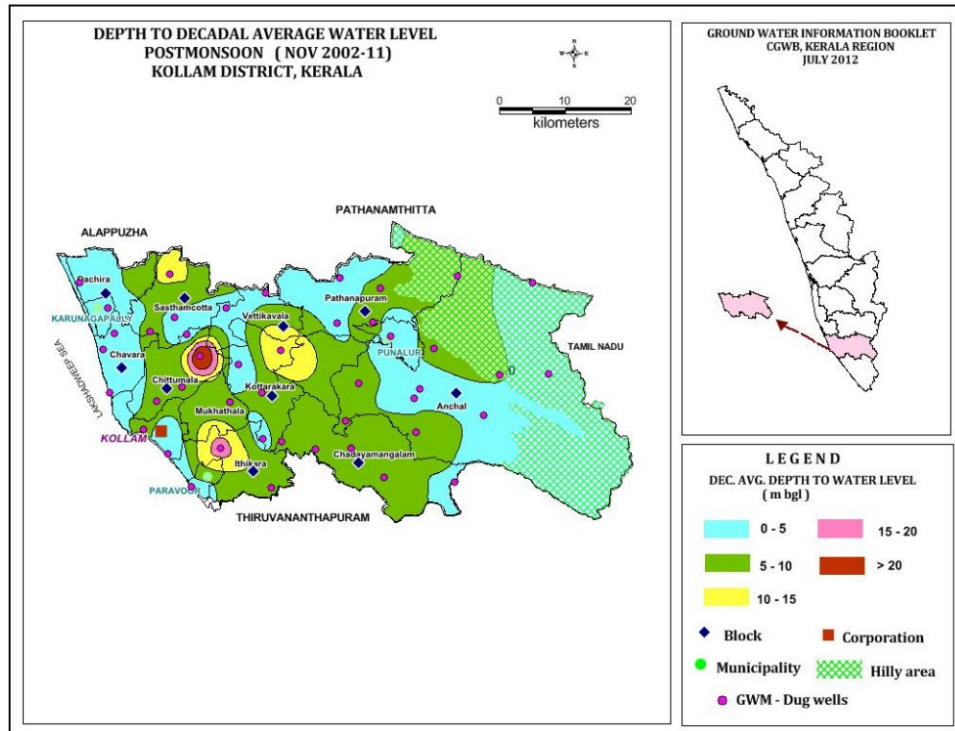 DEPTH TO DECADAL AVERAGE WATER LEVEL
POSTMONSOON ( NOV 2002-11)
KOLLAM DISTRICT, KERALA
N
W E
S
0 10 20
kilometers
PATHANAMTHITTA
ALAPPUZHA
Oachira
Pathanapuram
KARUNAGAPALLY
Sasthamcotta
Vettikavala
TAMIL NADU
PUNALUR
Chavara
LAKSHADWEEP SEA
0
Chittumala
Kottarakara
Anchal
Mukhathala
KOLLAM
Chadayamangalam
Ithikara
PARAVOOR
THIRUVANANTHAPURAM
GROUND WATER INFORMATION BOOKLET
CGWB, KERALA REGION
JULY 2012
LEGEND
DEC. AVG. DEPTH TO WATER LEVEL
( m bgl )
0 - 5 15 - 20
5 - 10 > 20
10 - 15
Block Corporation
Municipality Hilly area
GWM - Dug wells